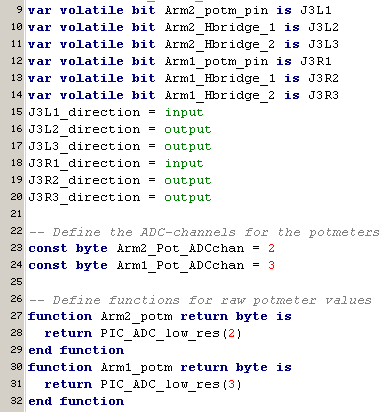 9 var volatile bit Arm2_potm_pin is J3L1
10 var volatile bit Arm2_Hbridge_1 is J3L2
11 var volatile bit Arm2_Hbridge_2 is J3L3
12 var volatile bit Arm1_potm_pin is J3R1
13 var volatile bit Arm1_Hbridge_1 is J3R2
14 var volatile bit Arm1_Hbridge_2 is J3R3
15 J3L1_direction = input
16 J3L2_direction = output
17 J3L3_direction = output
18 J3R1_direction = input
19 J3R2_direction = output
20 J3R3_direction = output
21
22 -- Define the ADC-channels for the potmeters
23 const byte Arm2_Pot_ADCchan = 2
24 const byte Arm1_Pot_ADCchan = 3
25
26 -- Define functions for raw potmeter values
27 function Arm2_potm return byte is
28 return PIC_ADC_low_res(2)
29 end function
30 function Arm1_potm return byte is
31 return PIC_ADC_low_res(3)
32 end function